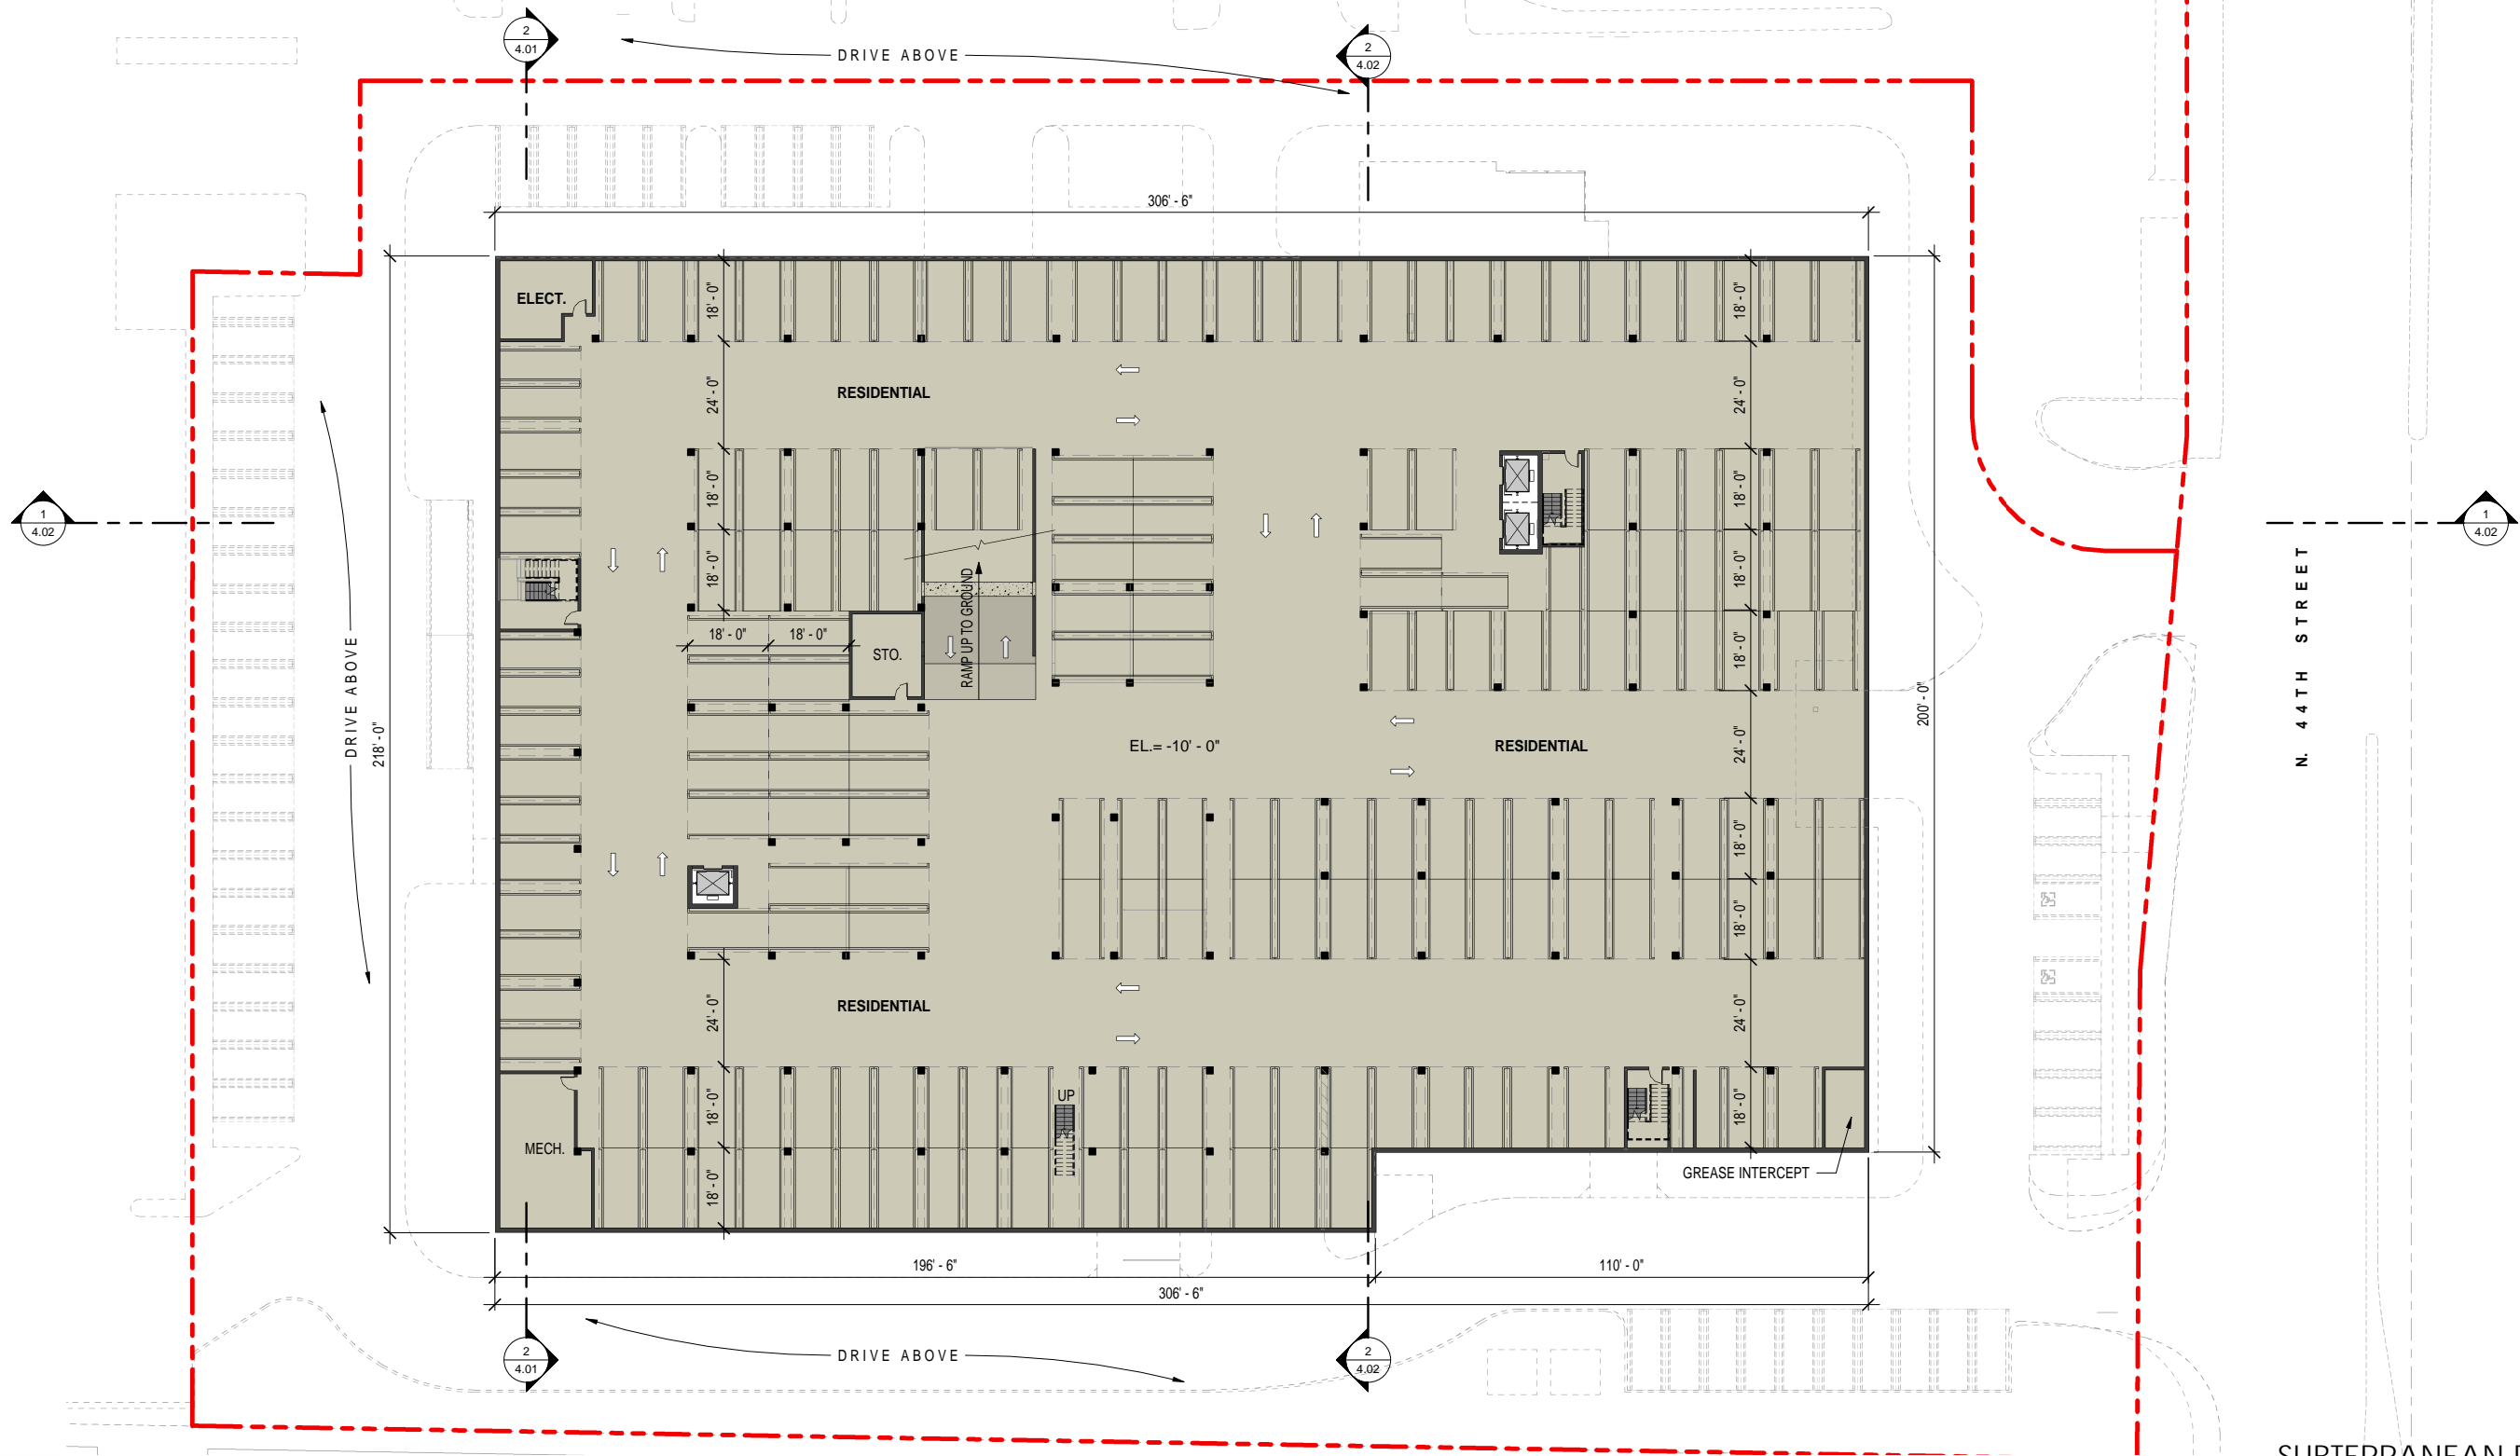 2
4.01
DRIVE ABOVE
2
4.02
306' - 6"
ELECT.
18' - 0"
18' - 0"
RESIDENTIAL
24' - 0"
24' - 0"
18' - 0"
18' - 0"
1
4.02
1
4.02
18' - 0"
18' - 0"
N. 44TH STREET
RAMP UP TO GROUND
18' - 0"
18' - 0"
STO.
18' - 0"
DRIVE ABOVE
218' - 0"
200' - 0"
EL.= -10' - 0"
RESIDENTIAL
24' - 0"
18' - 0"
18' - 0"
RESIDENTIAL
24' - 0"
24' - 0"
UP
18' - 0"
18' - 0"
MECH.
GREASE INTERCEPT
18' - 0"
196' - 6"
110' - 0"
306' - 6"
2
4.01
DRIVE ABOVE
2
4.02